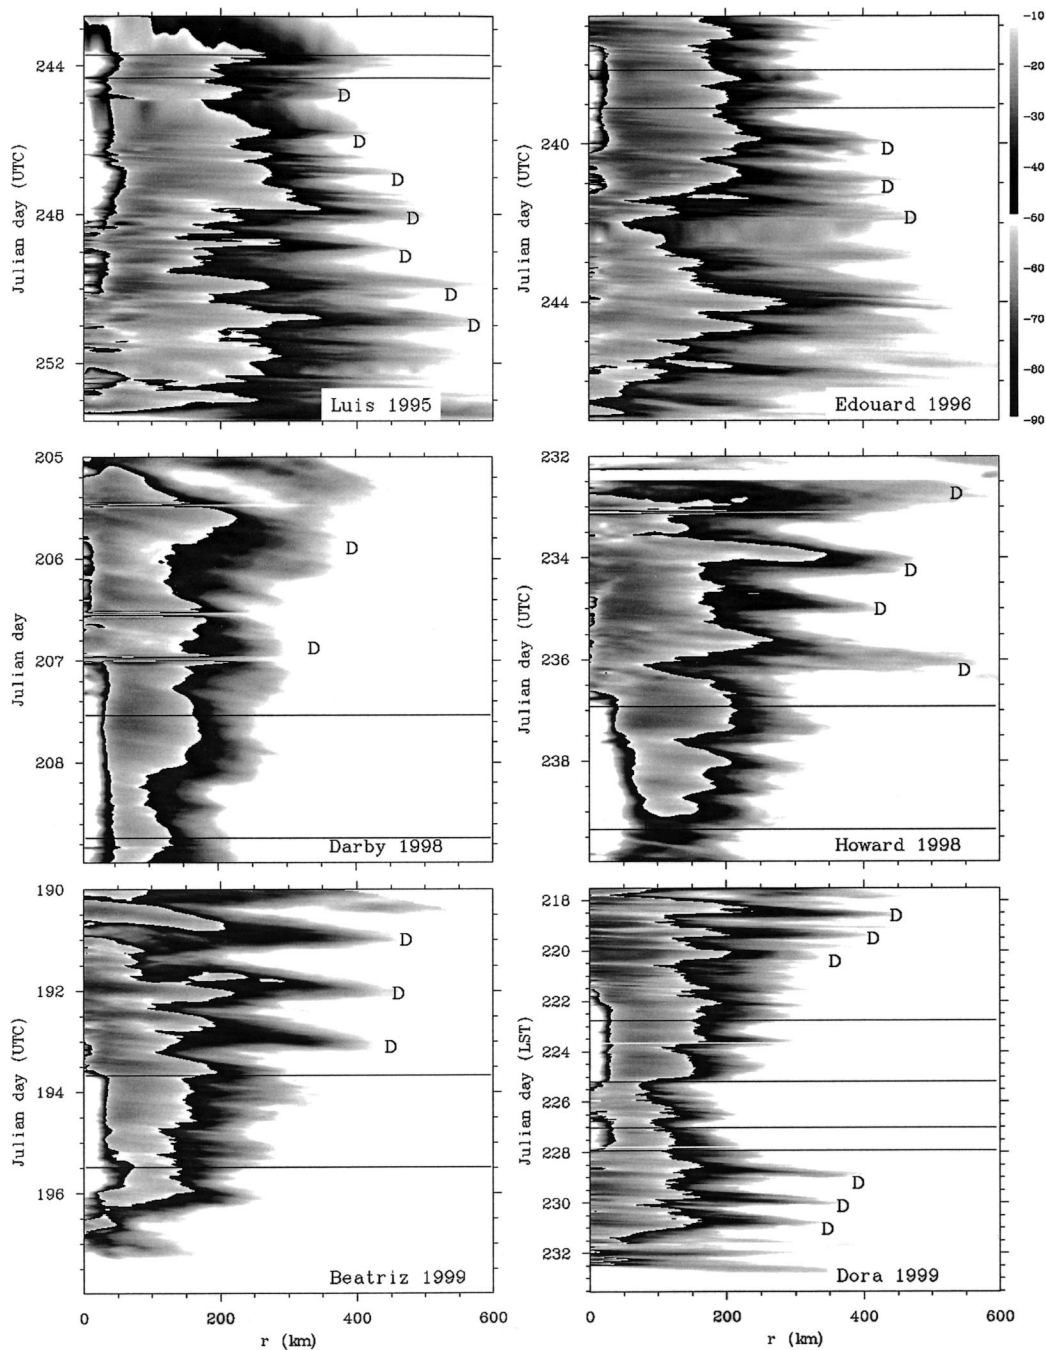 Julian day (UTC)
244
248
252
D
D
D
D
D
D
D
Luis 1995
Julian day (UTC)
240
244
D
D
D
Edouard 1996
-10
-20
-30
-40
-50
-60
-70
-80
-90
Julian day
205
206
207
208
D
D
Darby 1998
Julian day (UTC)
232
234
236
238
D
D
D
D
Howard 1998
Julian day (UTC)
190
192
194
196
D
D
D
Beatriz 1999
0
200
400
600
r (km)
Julian day (LST)
218
220
222
224
226
228
230
232
D
D
D
D
D
D
Dora 1999
0
200
400
600
r (km)